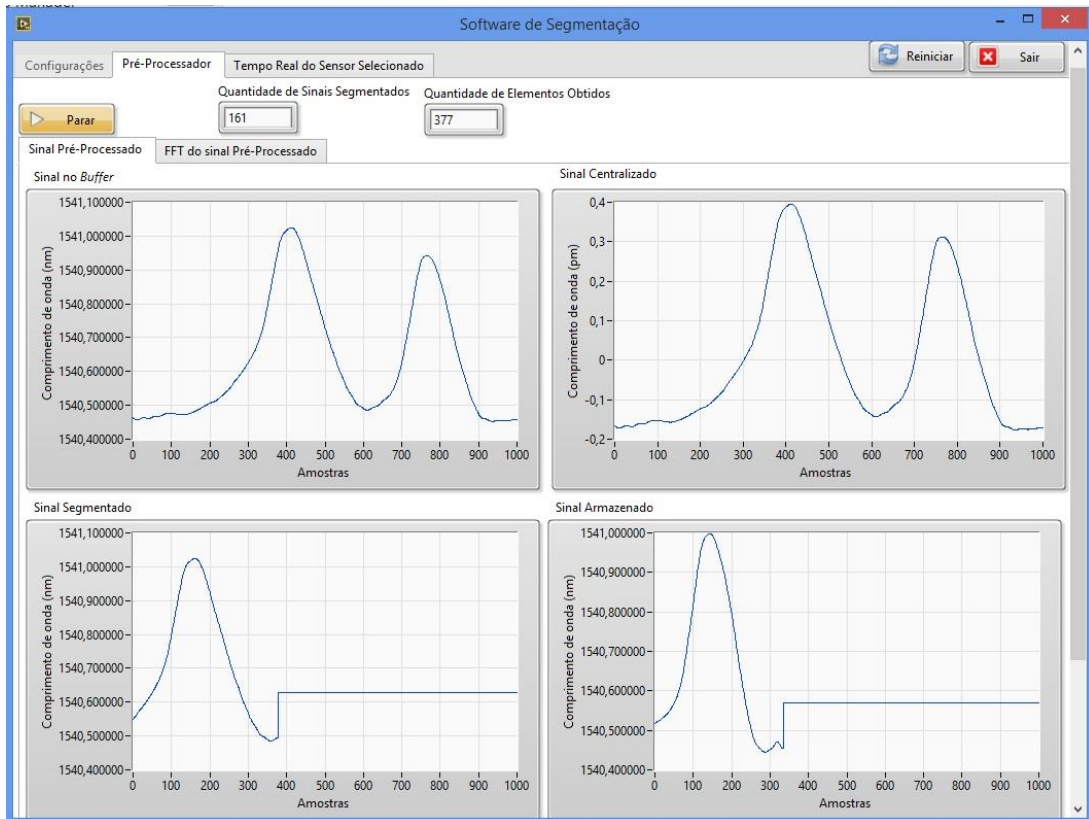 Software de Segmentação
Reiniciar Sair
Configurações Pré-Processador Tempo Real do Sensor Selecionado
Quantidade de Sinais Segmentados Quantidade de Elementos Obtidos
Parar 161 377
Sinal Pré-Processado FFT do sinal Pré-Processado
Sinal no Buffer
Comprimento de onda (nm)
1541,100000
1541,000000
1540,900000
1540,800000
1540,700000
1540,600000
1540,500000
1540,400000
0 100 200 300 400 500 600 700 800 900 1000
Amostras
Sinal Centralizado
Comprimento de onda (pm)
0,4
0,3
0,2
0,1
0
-0,1
-0,2
0 100 200 300 400 500 600 700 800 900 1000
Amostras
Sinal Segmentado
Comprimento de onda (nm)
1541,100000
1541,000000
1540,900000
1540,800000
1540,700000
1540,600000
1540,500000
1540,400000
0 100 200 300 400 500 600 700 800 900 1000
Amostras
Sinal Armazenado
Comprimento de onda (nm)
1541,000000
1540,900000
1540,800000
1540,700000
1540,600000
1540,500000
1540,400000
0 100 200 300 400 500 600 700 800 900 1000
Amostras